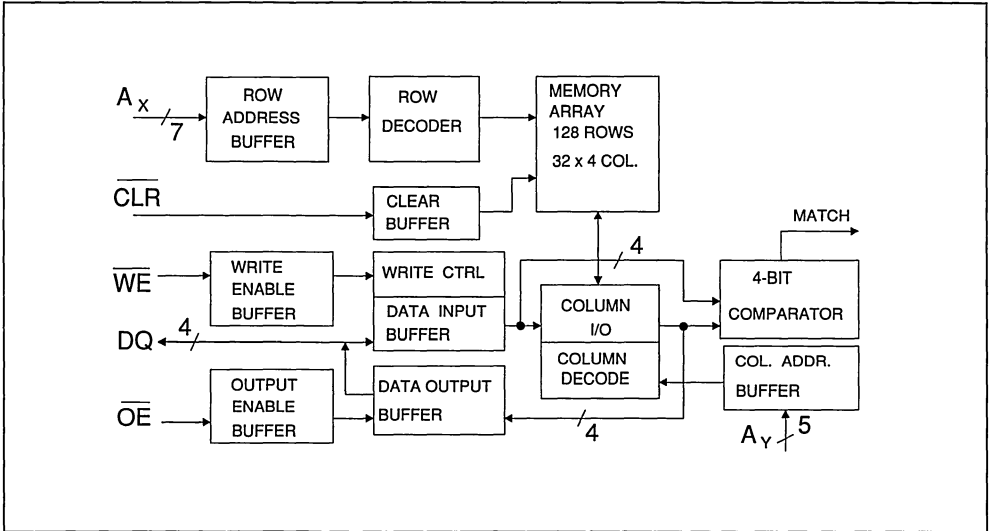 A X
7
ROW
ADDRESS
BUFFER
ROW
DECODER
MEMORY
ARRAY
128 ROWS
32 x 4 COL.
CLR
CLEAR
BUFFER
MATCH
4
WE
WRITE
ENABLE
BUFFER
WRITE CTRL
DATA INPUT
BUFFER
COLUMN
I/O
COLUMN
DECODE
4-BIT
COMPARATOR
DQ
4
COL. ADDR.
BUFFER
OE
OUTPUT
ENABLE
BUFFER
DATA OUTPUT
BUFFER
4
A Y
5